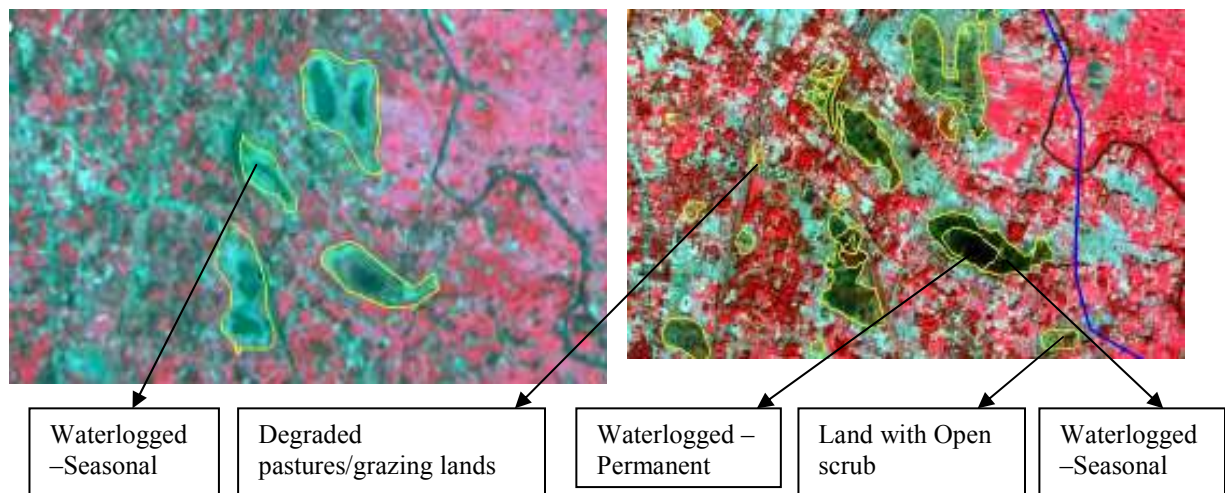 Waterlogged
–Seasonal
Degraded
pastures/grazing lands
Waterlogged –
Permanent
Land with Open
scrub
Waterlogged
–Seasonal